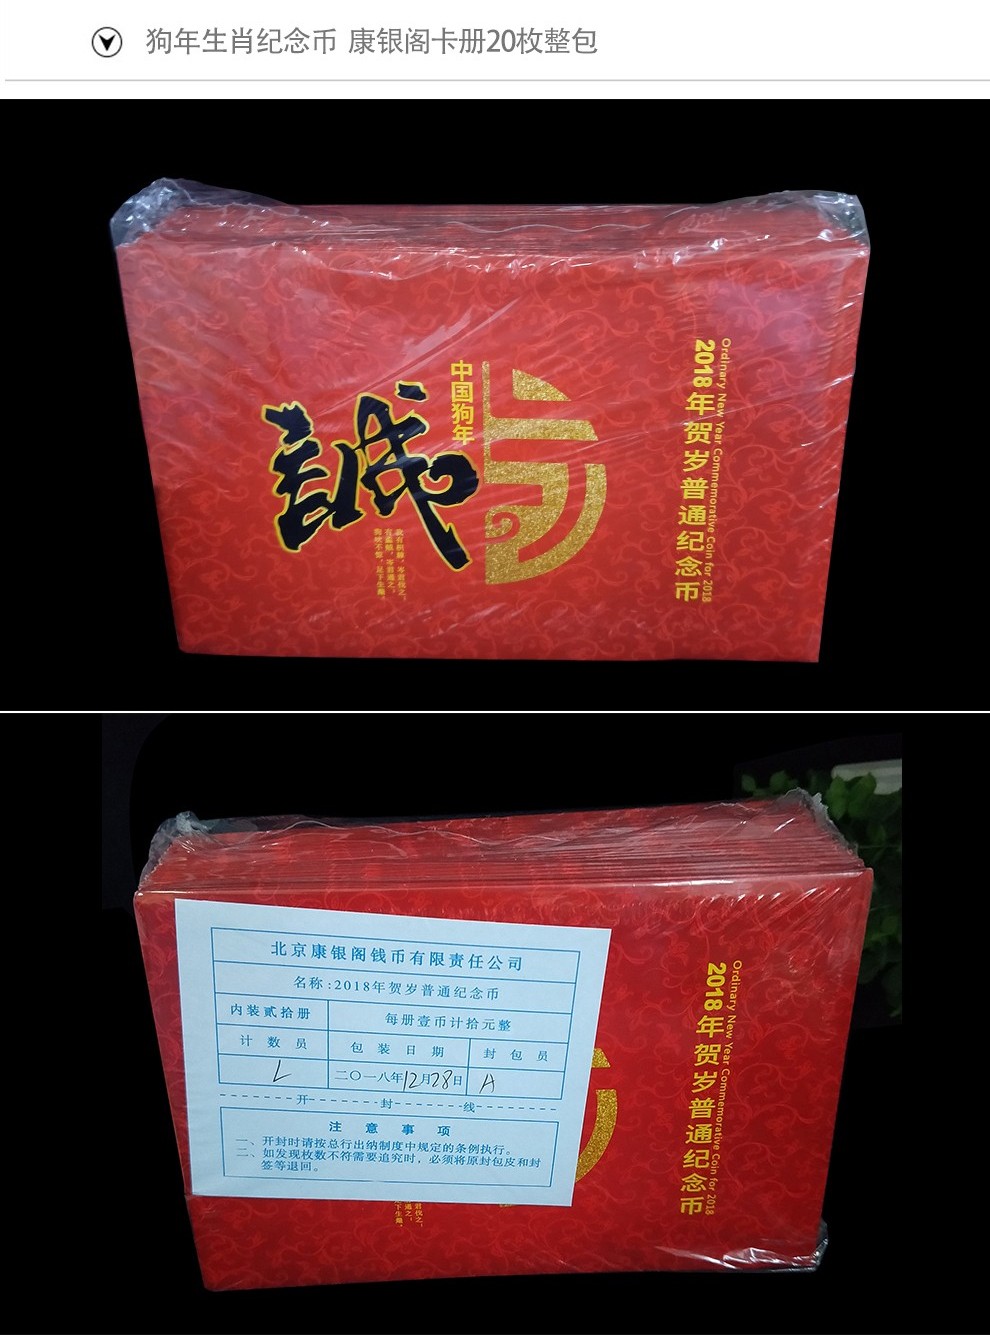 狗年生肖纪念币 康银阁卡册20枚整包
中国狗年
誠
2018年贺岁普通纪念币
Ordinary New Year Commemorative Coin for 2018
北京康银阁钱币有限责任公司
名称:2018年贺岁普通纪念币
内装贰拾册 每册壹币计拾元整
计数员 包装日期 封包员
L 二〇一八年12月28日 A
开 封 线
注意事项
一、开封时请按总行出纳制度中规定的条例执行。
二、如发现枚数不符需要追究时,必须将原封包皮和封
签等退回。
2018年贺岁普通纪念币
Ordinary New Year Commemorative Coin for 2018